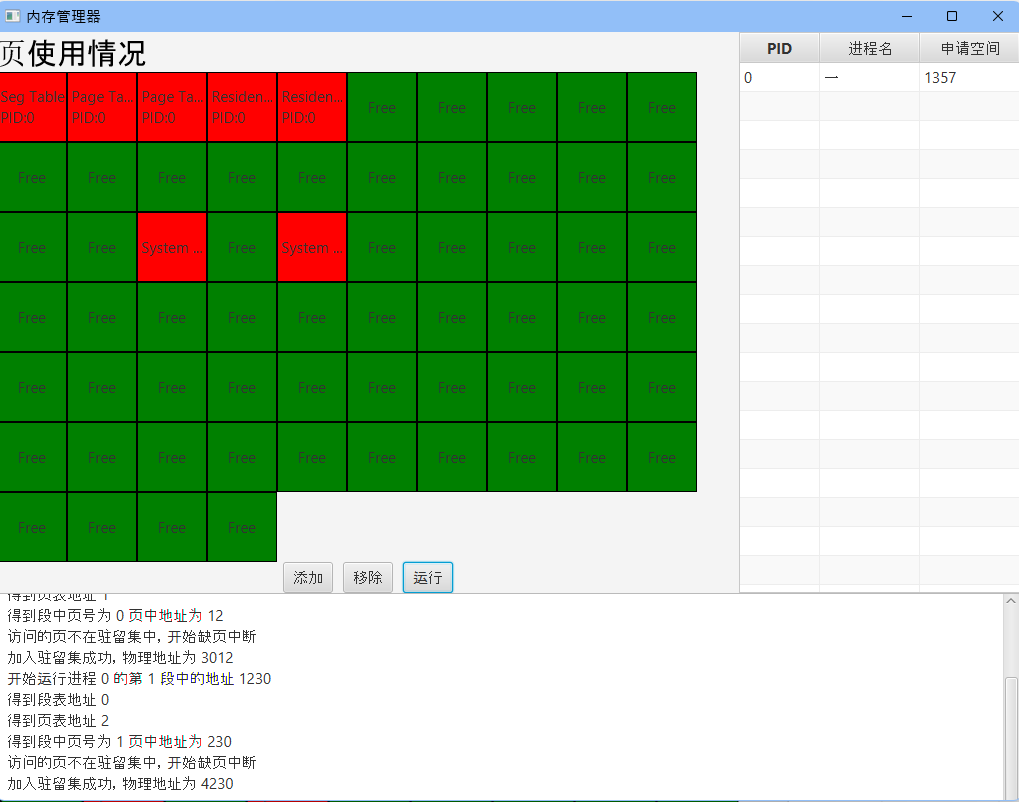 内存管理器
页使用情况
PID 进程名 申请空间
0 一 1357
Seg Table Page Ta... Page Ta... Residen... Residen... Free Free Free Free Free
PID:0 PID:0 PID:0 PID:0 PID:0
Free Free Free Free Free Free Free Free Free Free
Free Free System ... Free System ... Free Free Free Free Free
Free Free Free Free Free Free Free Free Free Free
Free Free Free Free Free Free Free Free Free Free
Free Free Free Free Free Free Free Free Free Free
Free Free Free Free
添加 移除 运行
得到页表地址 1
得到段中页号为 0 页中地址为 12
访问的页不在驻留集中, 开始缺页中断
加入驻留集成功, 物理地址为 3012
开始运行进程 0 的第 1 段中的地址 1230
得到段表地址 0
得到页表地址 2
得到段中页号为 1 页中地址为 230
访问的页不在驻留集中, 开始缺页中断
加入驻留集成功, 物理地址为 4230